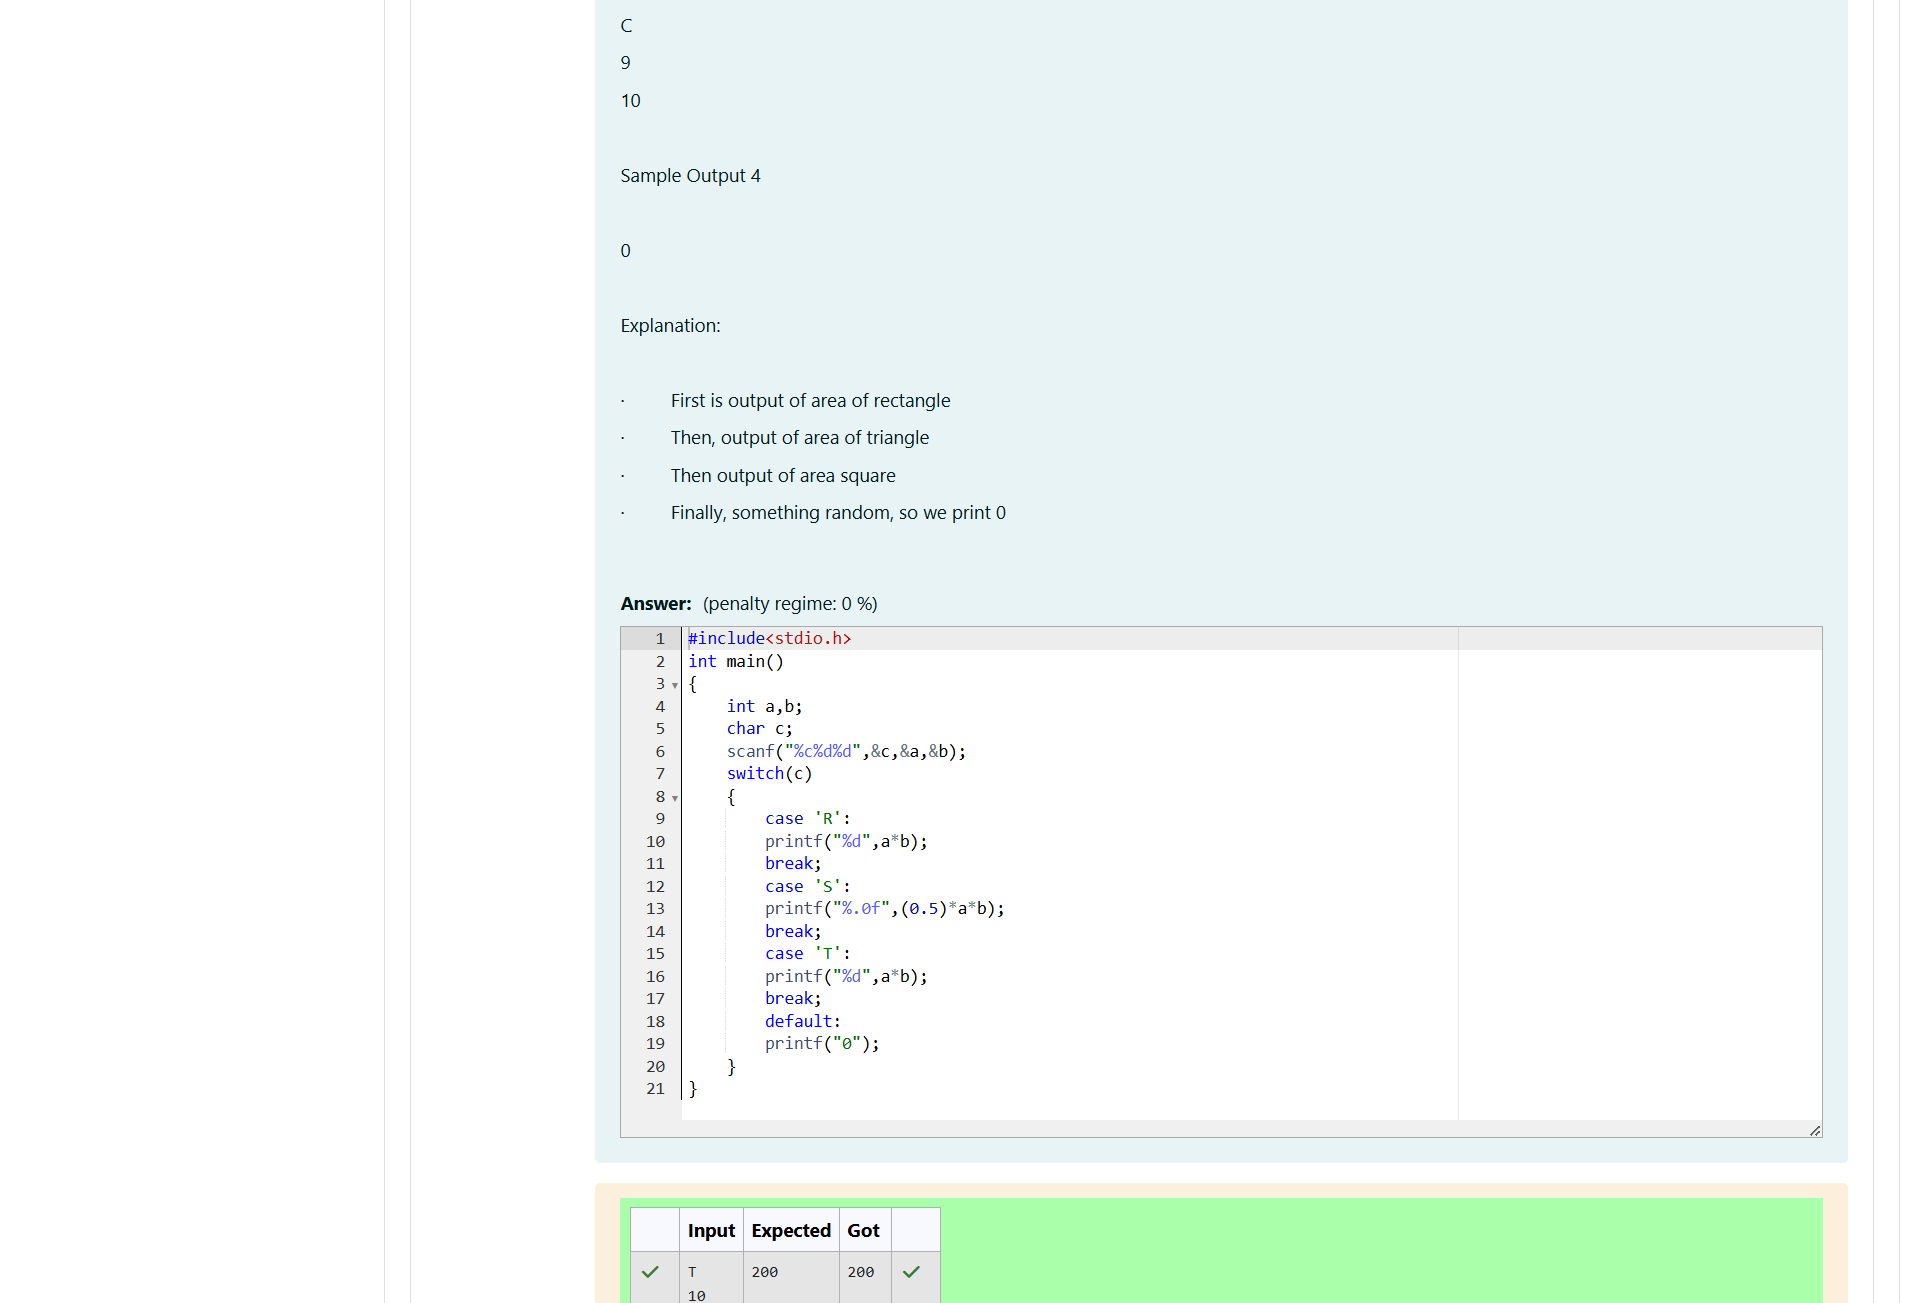 C
9
10
Sample Output 4
0
Explanation:
· First is output of area of rectangle
· Then, output of area of triangle
· Then output of area square
· Finally, something random, so we print 0
Answer: (penalty regime: 0 %)
1 #include<stdio.h>
2 int main()
3 {
4     int a,b;
5     char c;
6     scanf("%c%d%d",&c,&a,&b);
7     switch(c)
8     {
9         case 'R':
10         printf("%d",a*b);
11         break;
12         case 'S':
13         printf("%.0f",(0.5)*a*b);
14         break;
15         case 'T':
16         printf("%d",a*b);
17         break;
18         default:
19         printf("0");
20     }
21 }
Input Expected Got
T 200 200
10